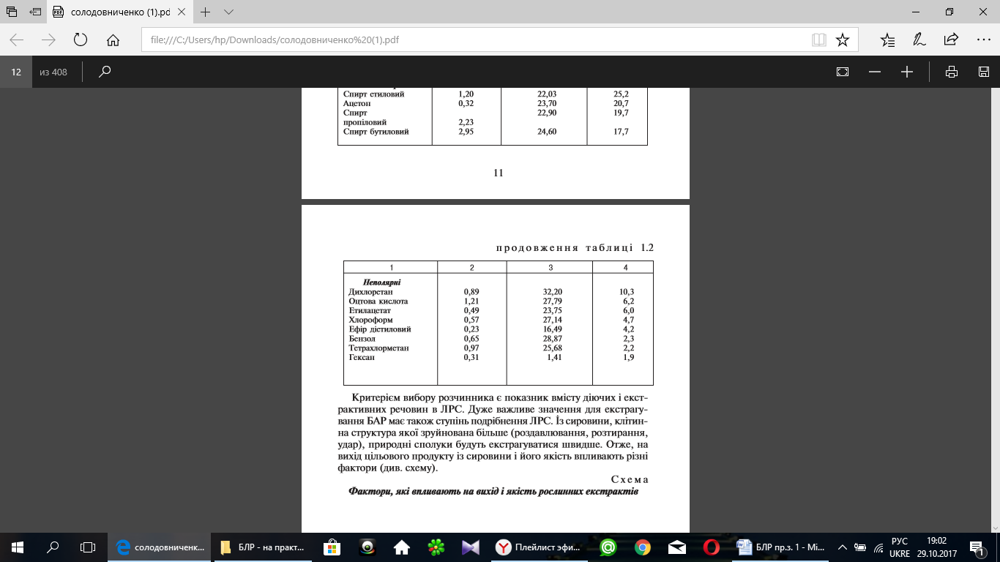 солодовниченко (1).pd
file:///C:/Users/hp/Downloads/солодовниченко%20(1).pdf
12 из 408
Спирт етиловий 1,20 22,03 25,2
Ацетон 0,32 23,70 20,7
Спирт 22,90 19,7
пропіловий 2,23
Спирт бутиловий 2,95 24,60 17,7
11
продовження таблиці 1.2
1 2 3 4
Неполярні
Дихлоретан 0,89 32,20 10,3
Оцтова кислота 1,21 27,79 6,2
Етилацетат 0,49 23,75 6,0
Хлороформ 0,57 27,14 4,7
Ефір діетиловий 0,23 16,49 4,2
Бензол 0,65 28,87 2,3
Тетрахлорметан 0,97 25,68 2,2
Гексан 0,31 1,41 1,9
Критерієм вибору розчинника є показник вмісту діючих і екст-
рактивних речовин в ЛРС. Дуже важливе значення для екстрагу-
вання БАР має також ступінь подрібнення ЛРС. Із сировини, клітин-
на структура якої зруйнована більше (роздавлювання, розтирання,
удар), природні сполуки будуть екстрагуватися швидше. Отже, на
вихід цільового продукту із сировини і його якість впливають різні
фактори (див. схему).
Схема
Фактори, які впливають на вихід і якість рослинних екстрактів
солодовниченк... БЛР - на практ... Плейлист эфи... БЛР пр.з. 1 - Mi... РУС 19:02
UKRE 29.10.2017 1